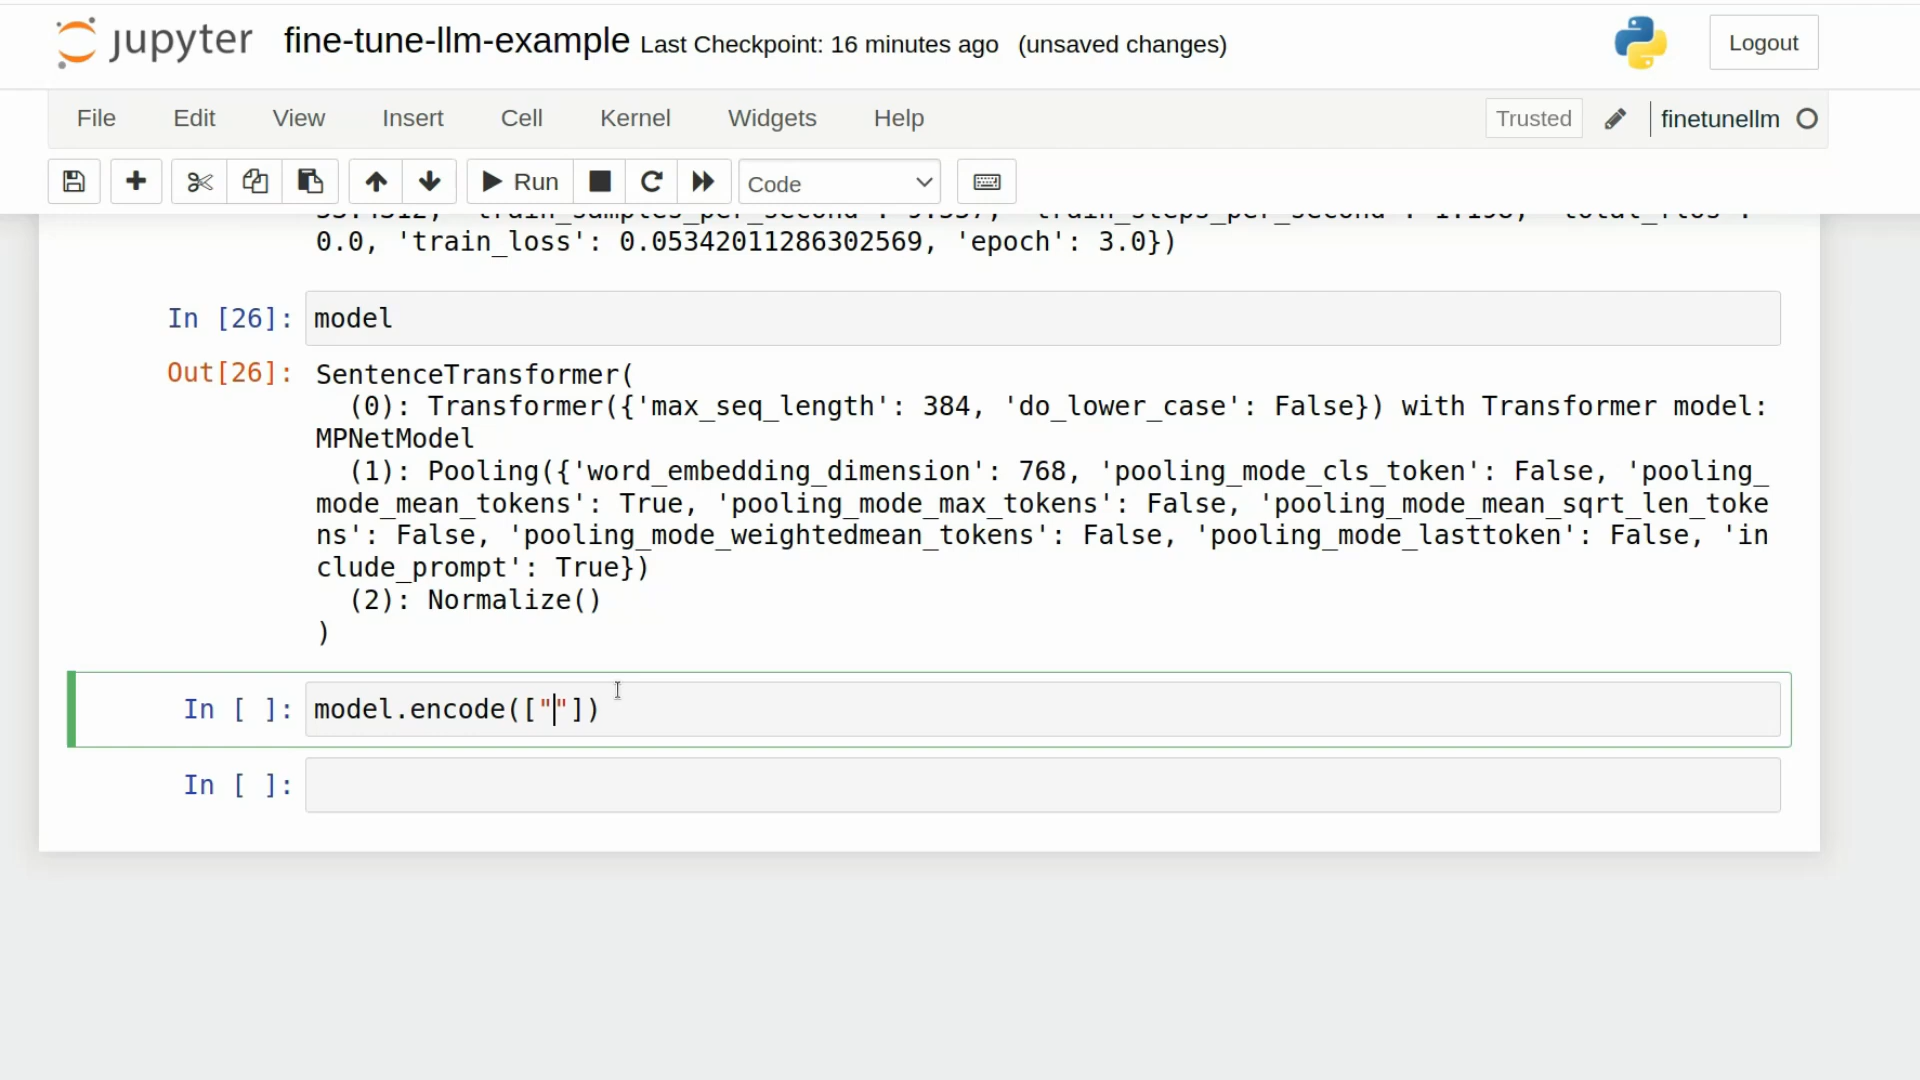 jupyter fine-tune-llm-example Last Checkpoint: 16 minutes ago (unsaved changes) Logout
File Edit View Insert Cell Kernel Widgets Help Trusted finetunellm
Run Code
0.0, 'train_loss': 0.05342011286302569, 'epoch': 3.0})
In [26]: model
Out[26]: SentenceTransformer(
(0): Transformer({'max_seq_length': 384, 'do_lower_case': False}) with Transformer model:
MPNetModel
(1): Pooling({'word_embedding_dimension': 768, 'pooling_mode_cls_token': False, 'pooling_
mode_mean_tokens': True, 'pooling_mode_max_tokens': False, 'pooling_mode_mean_sqrt_len_toke
ns': False, 'pooling_mode_weightedmean_tokens': False, 'pooling_mode_lasttoken': False, 'in
clude_prompt': True})
(2): Normalize()
)
In [ ]: model.encode([""])
In [ ]: